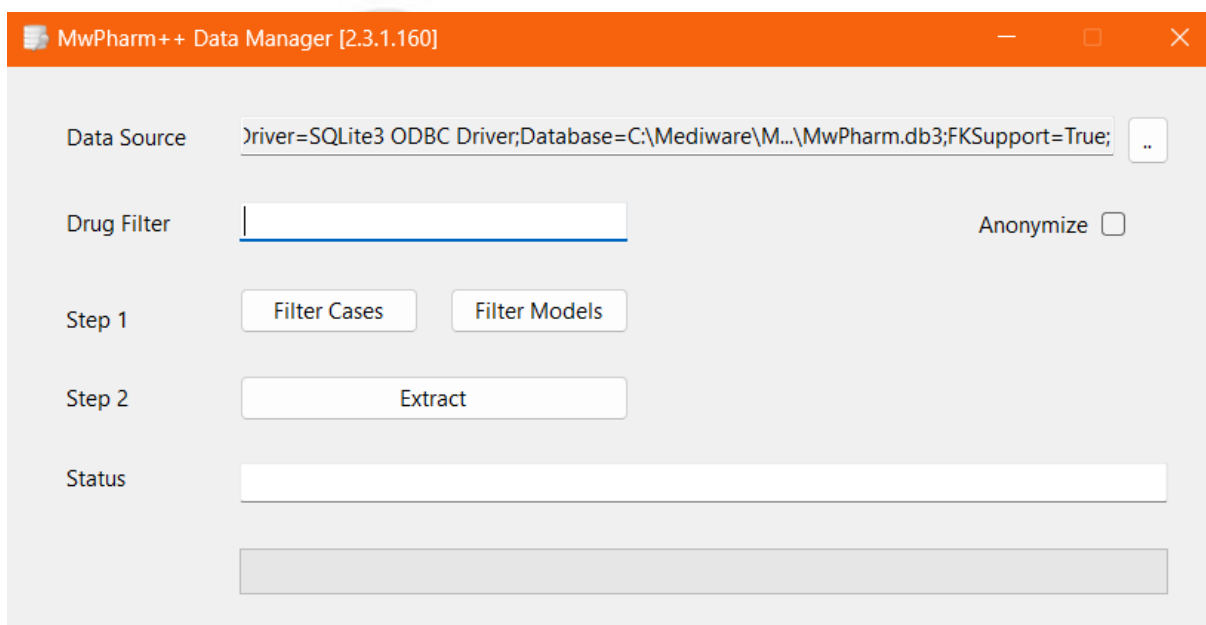 MwPharm++ Data Manager [2.3.1.160]
Data Source Driver=SQLite3 ODBC Driver;Database=C:\Mediware\M...\MwPharm.db3;FKSupport=True; ..
Drug Filter Anonymize
Step 1 Filter Cases Filter Models
Step 2 Extract
Status